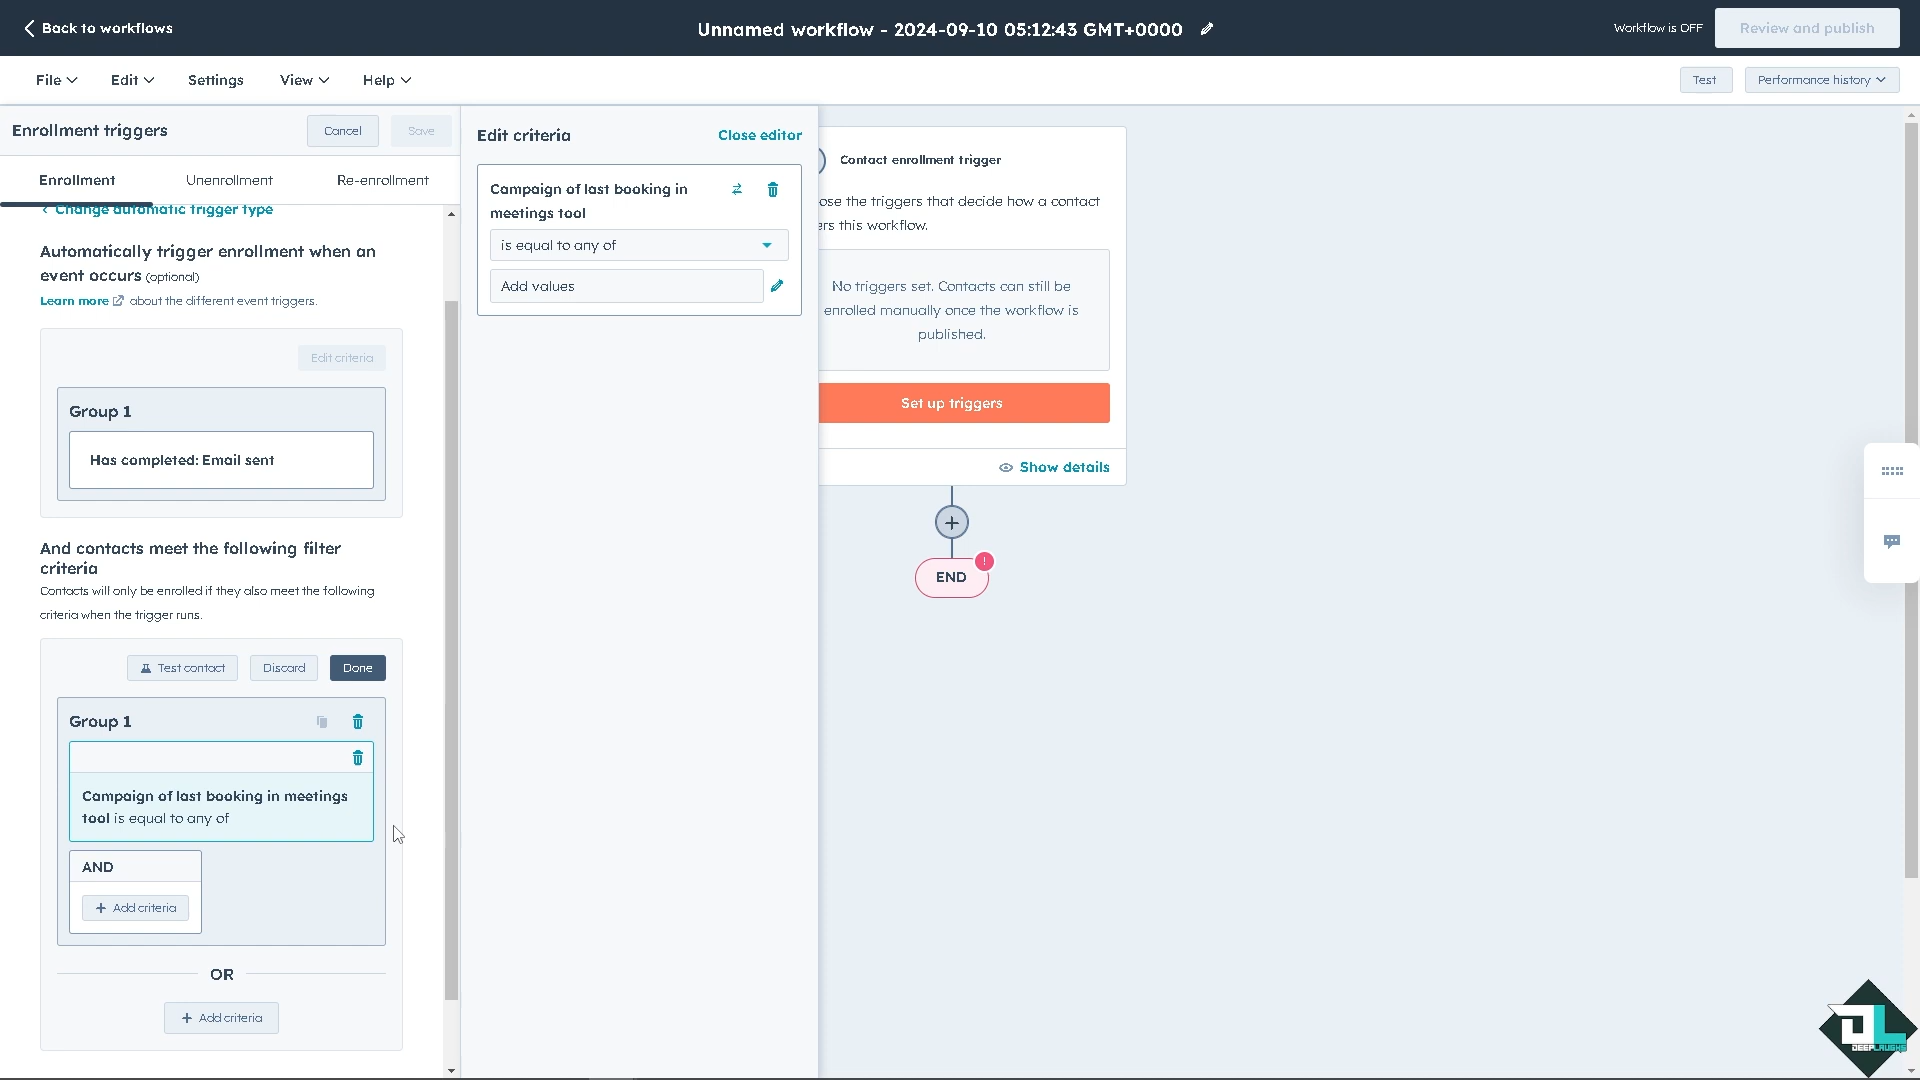 Back to workflows
Unnamed workflow - 2024-09-10 05:12:43 GMT+0000
Workflow is OFF
Review and publish
File
Edit
Settings
View
Help
Test
Performance history
Enrollment triggers
Cancel
Save
Enrollment
Unenrollment
Re-enrollment
Change automatic trigger type
Automatically trigger enrollment when an
event occurs (optional)
Learn more about the different event triggers.
Edit criteria
Group 1
Has completed: Email sent
And contacts meet the following filter
criteria
Contacts will only be enrolled if they also meet the following
criteria when the trigger runs.
Test contact
Discard
Done
Group 1
Campaign of last booking in meetings
tool is equal to any of
AND
+ Add criteria
OR
+ Add criteria
Edit criteria
Close editor
Campaign of last booking in
meetings tool
is equal to any of
Add values
Contact enrollment trigger
ose the triggers that decide how a contact
ers this workflow.
No triggers set. Contacts can still be
enrolled manually once the workflow is
published.
Set up triggers
Show details
+
END
!
DEEPLAUGHS